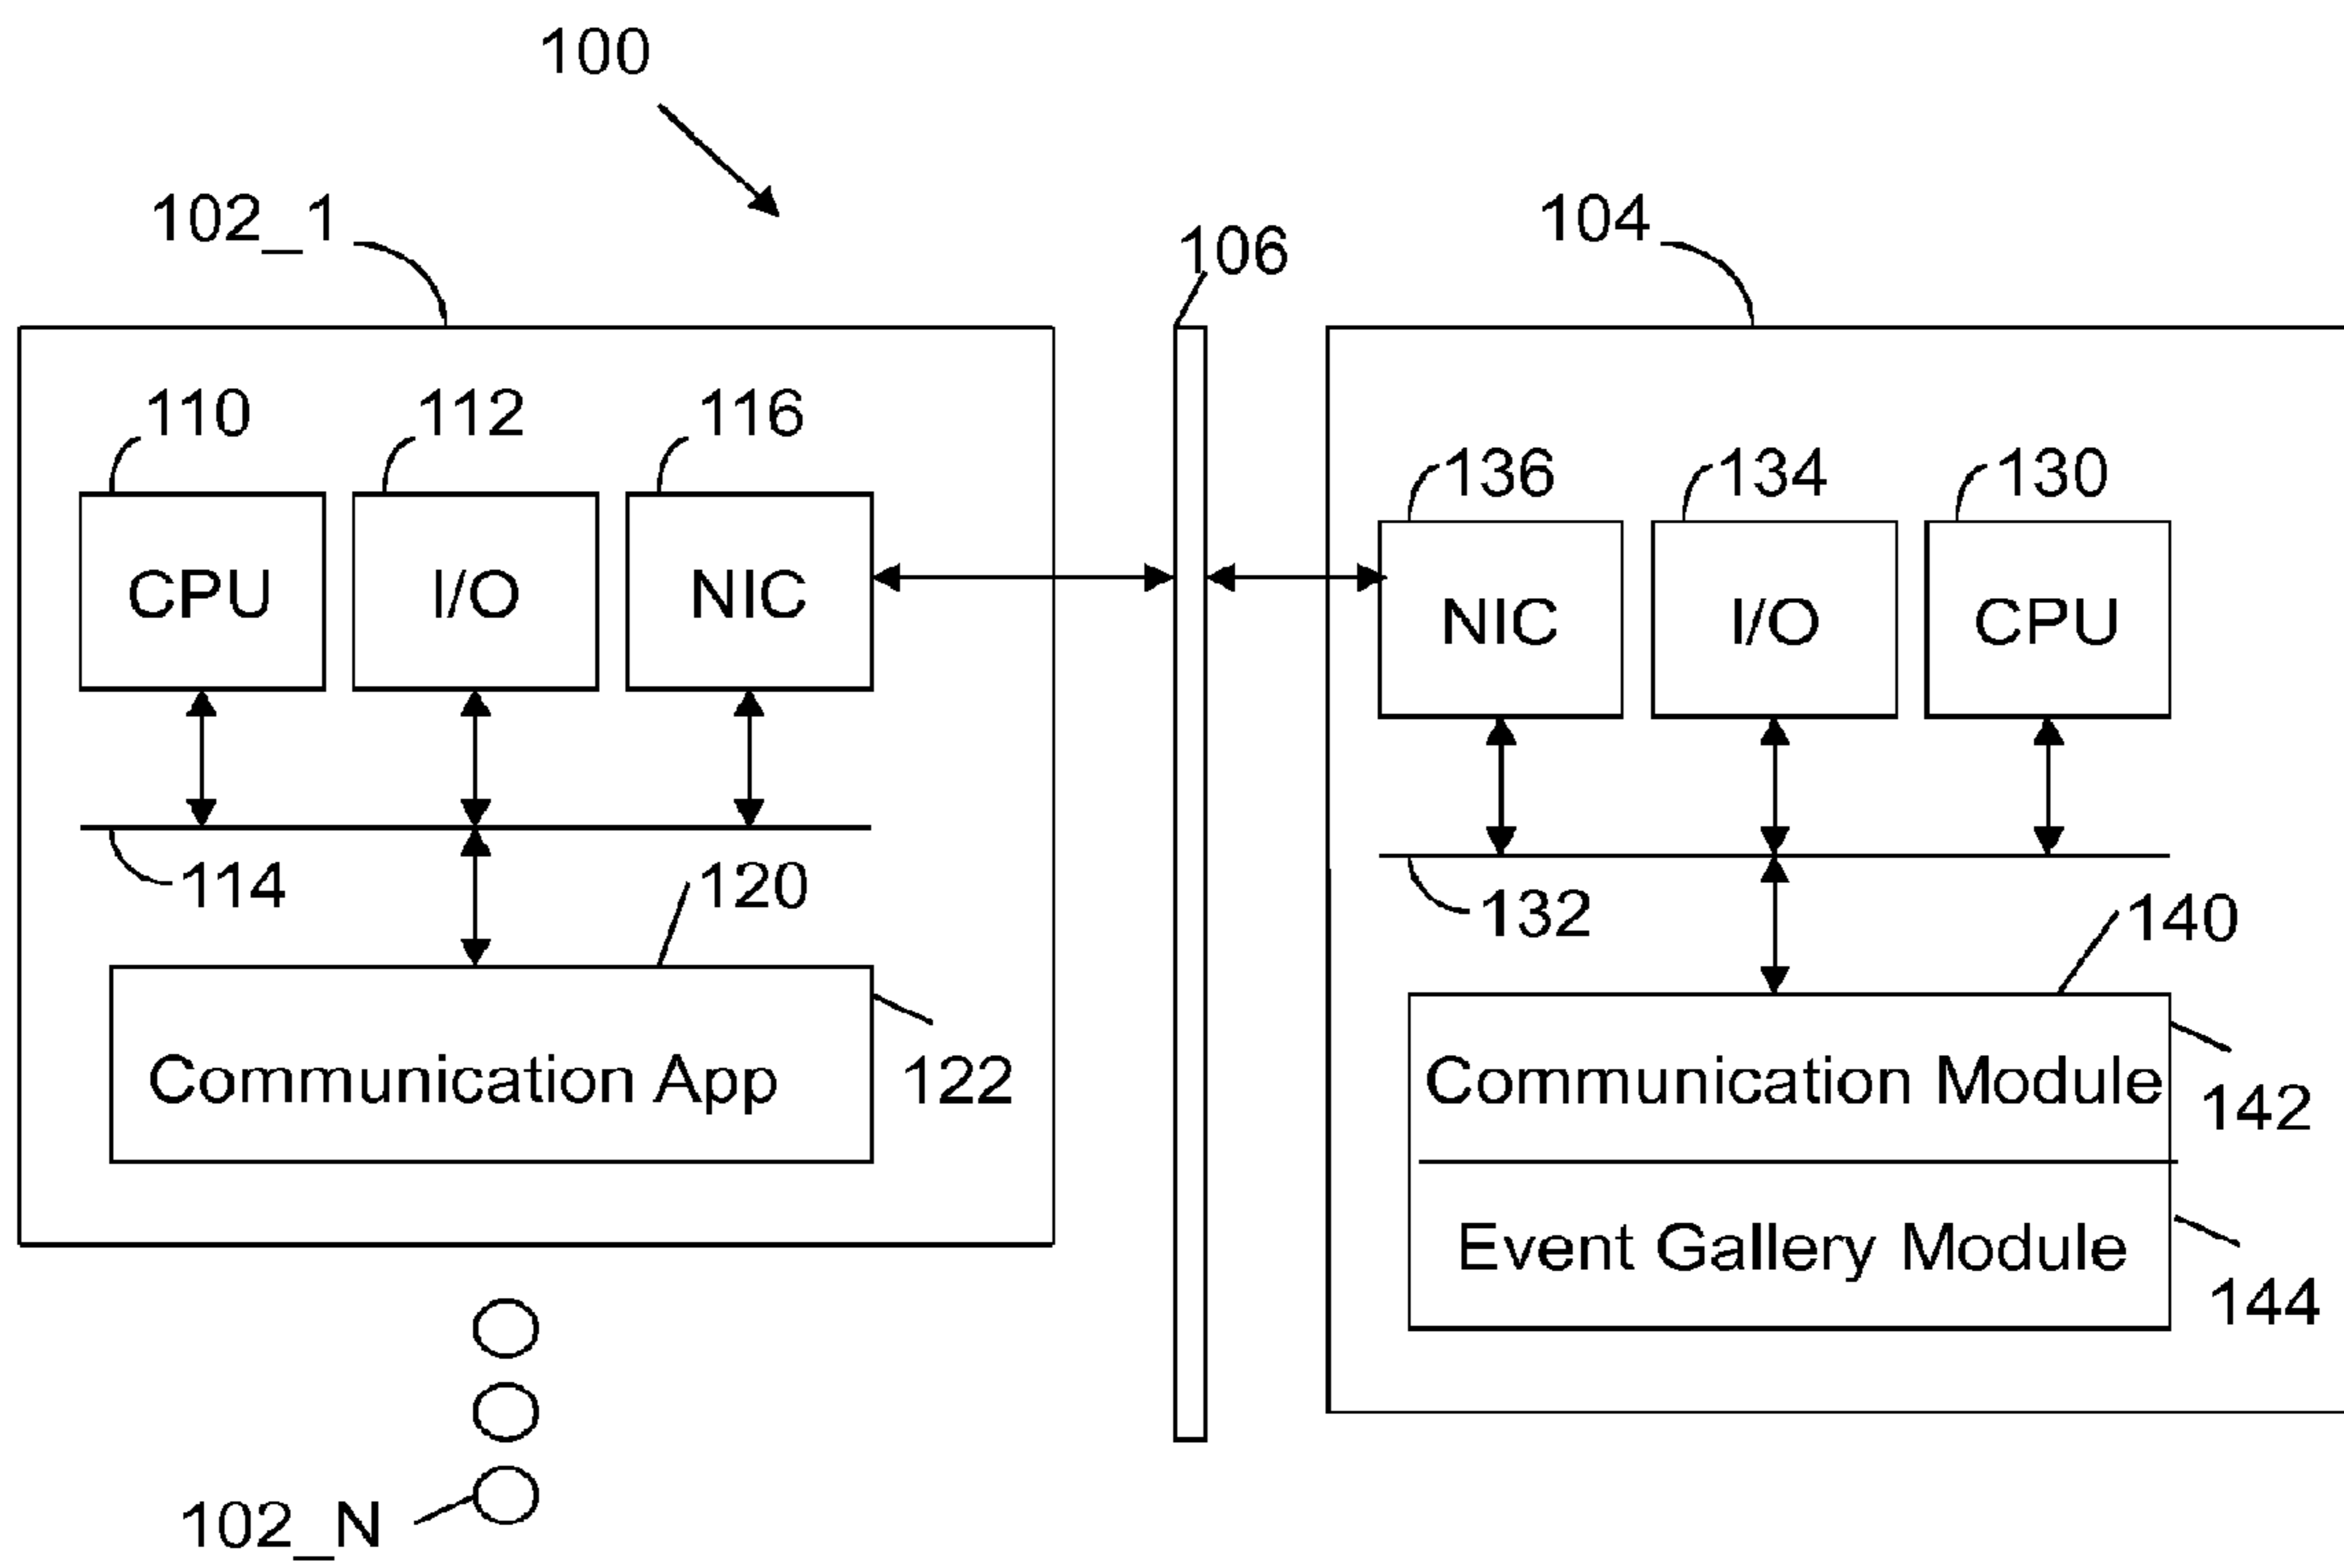 100
102_1
104
106
110
112
116
136
134
130
CPU
I/O
NIC
NIC
I/O
CPU
114
120
132
140
Communication App
122
Communication Module
142
Event Gallery Module
144
102_N